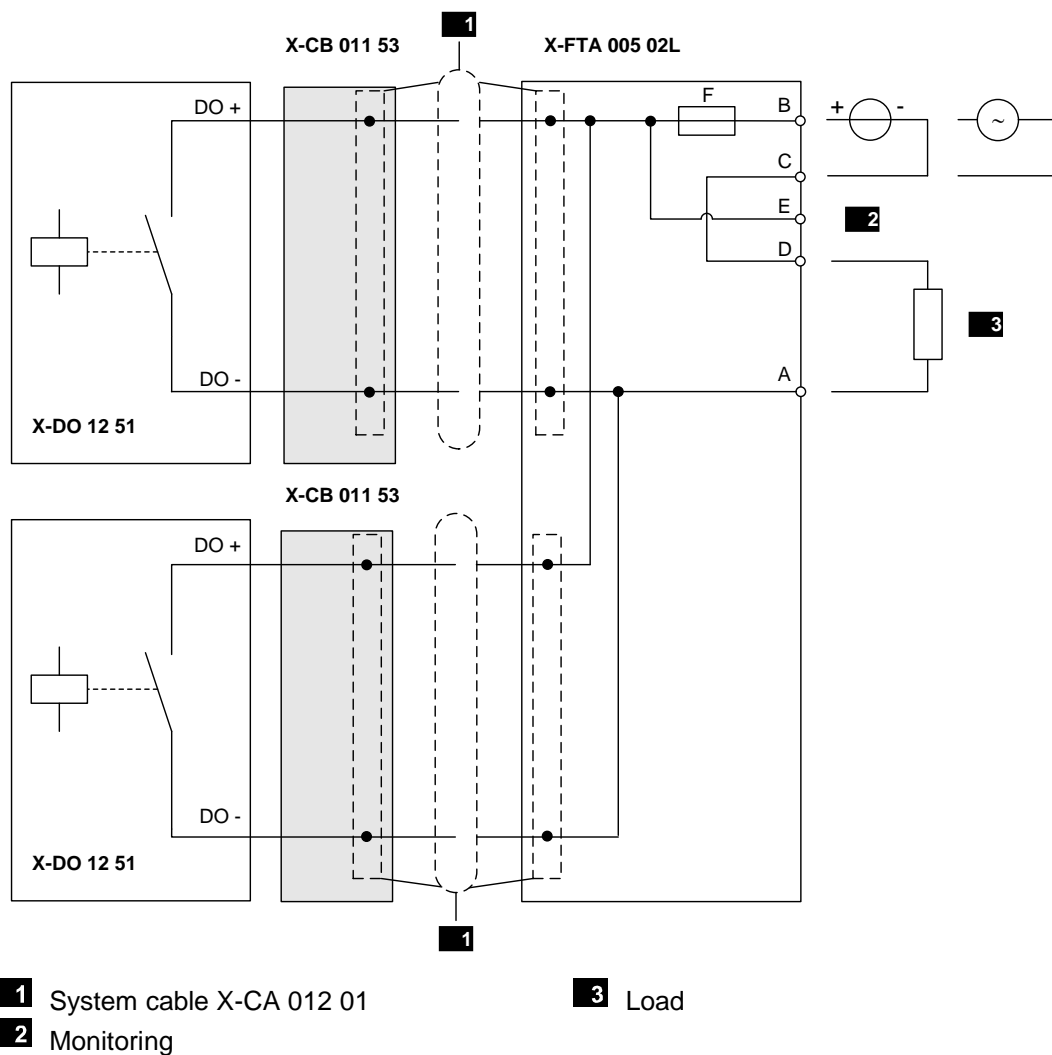 1
X-CB 011 53
X-FTA 005 02L
DO +
F
B
+
-
~
C
E
2
D
3
DO -
A
X-DO 12 51
X-CB 011 53
DO +
DO -
X-DO 12 51
1
1 System cable X-CA 012 01
3 Load
2 Monitoring